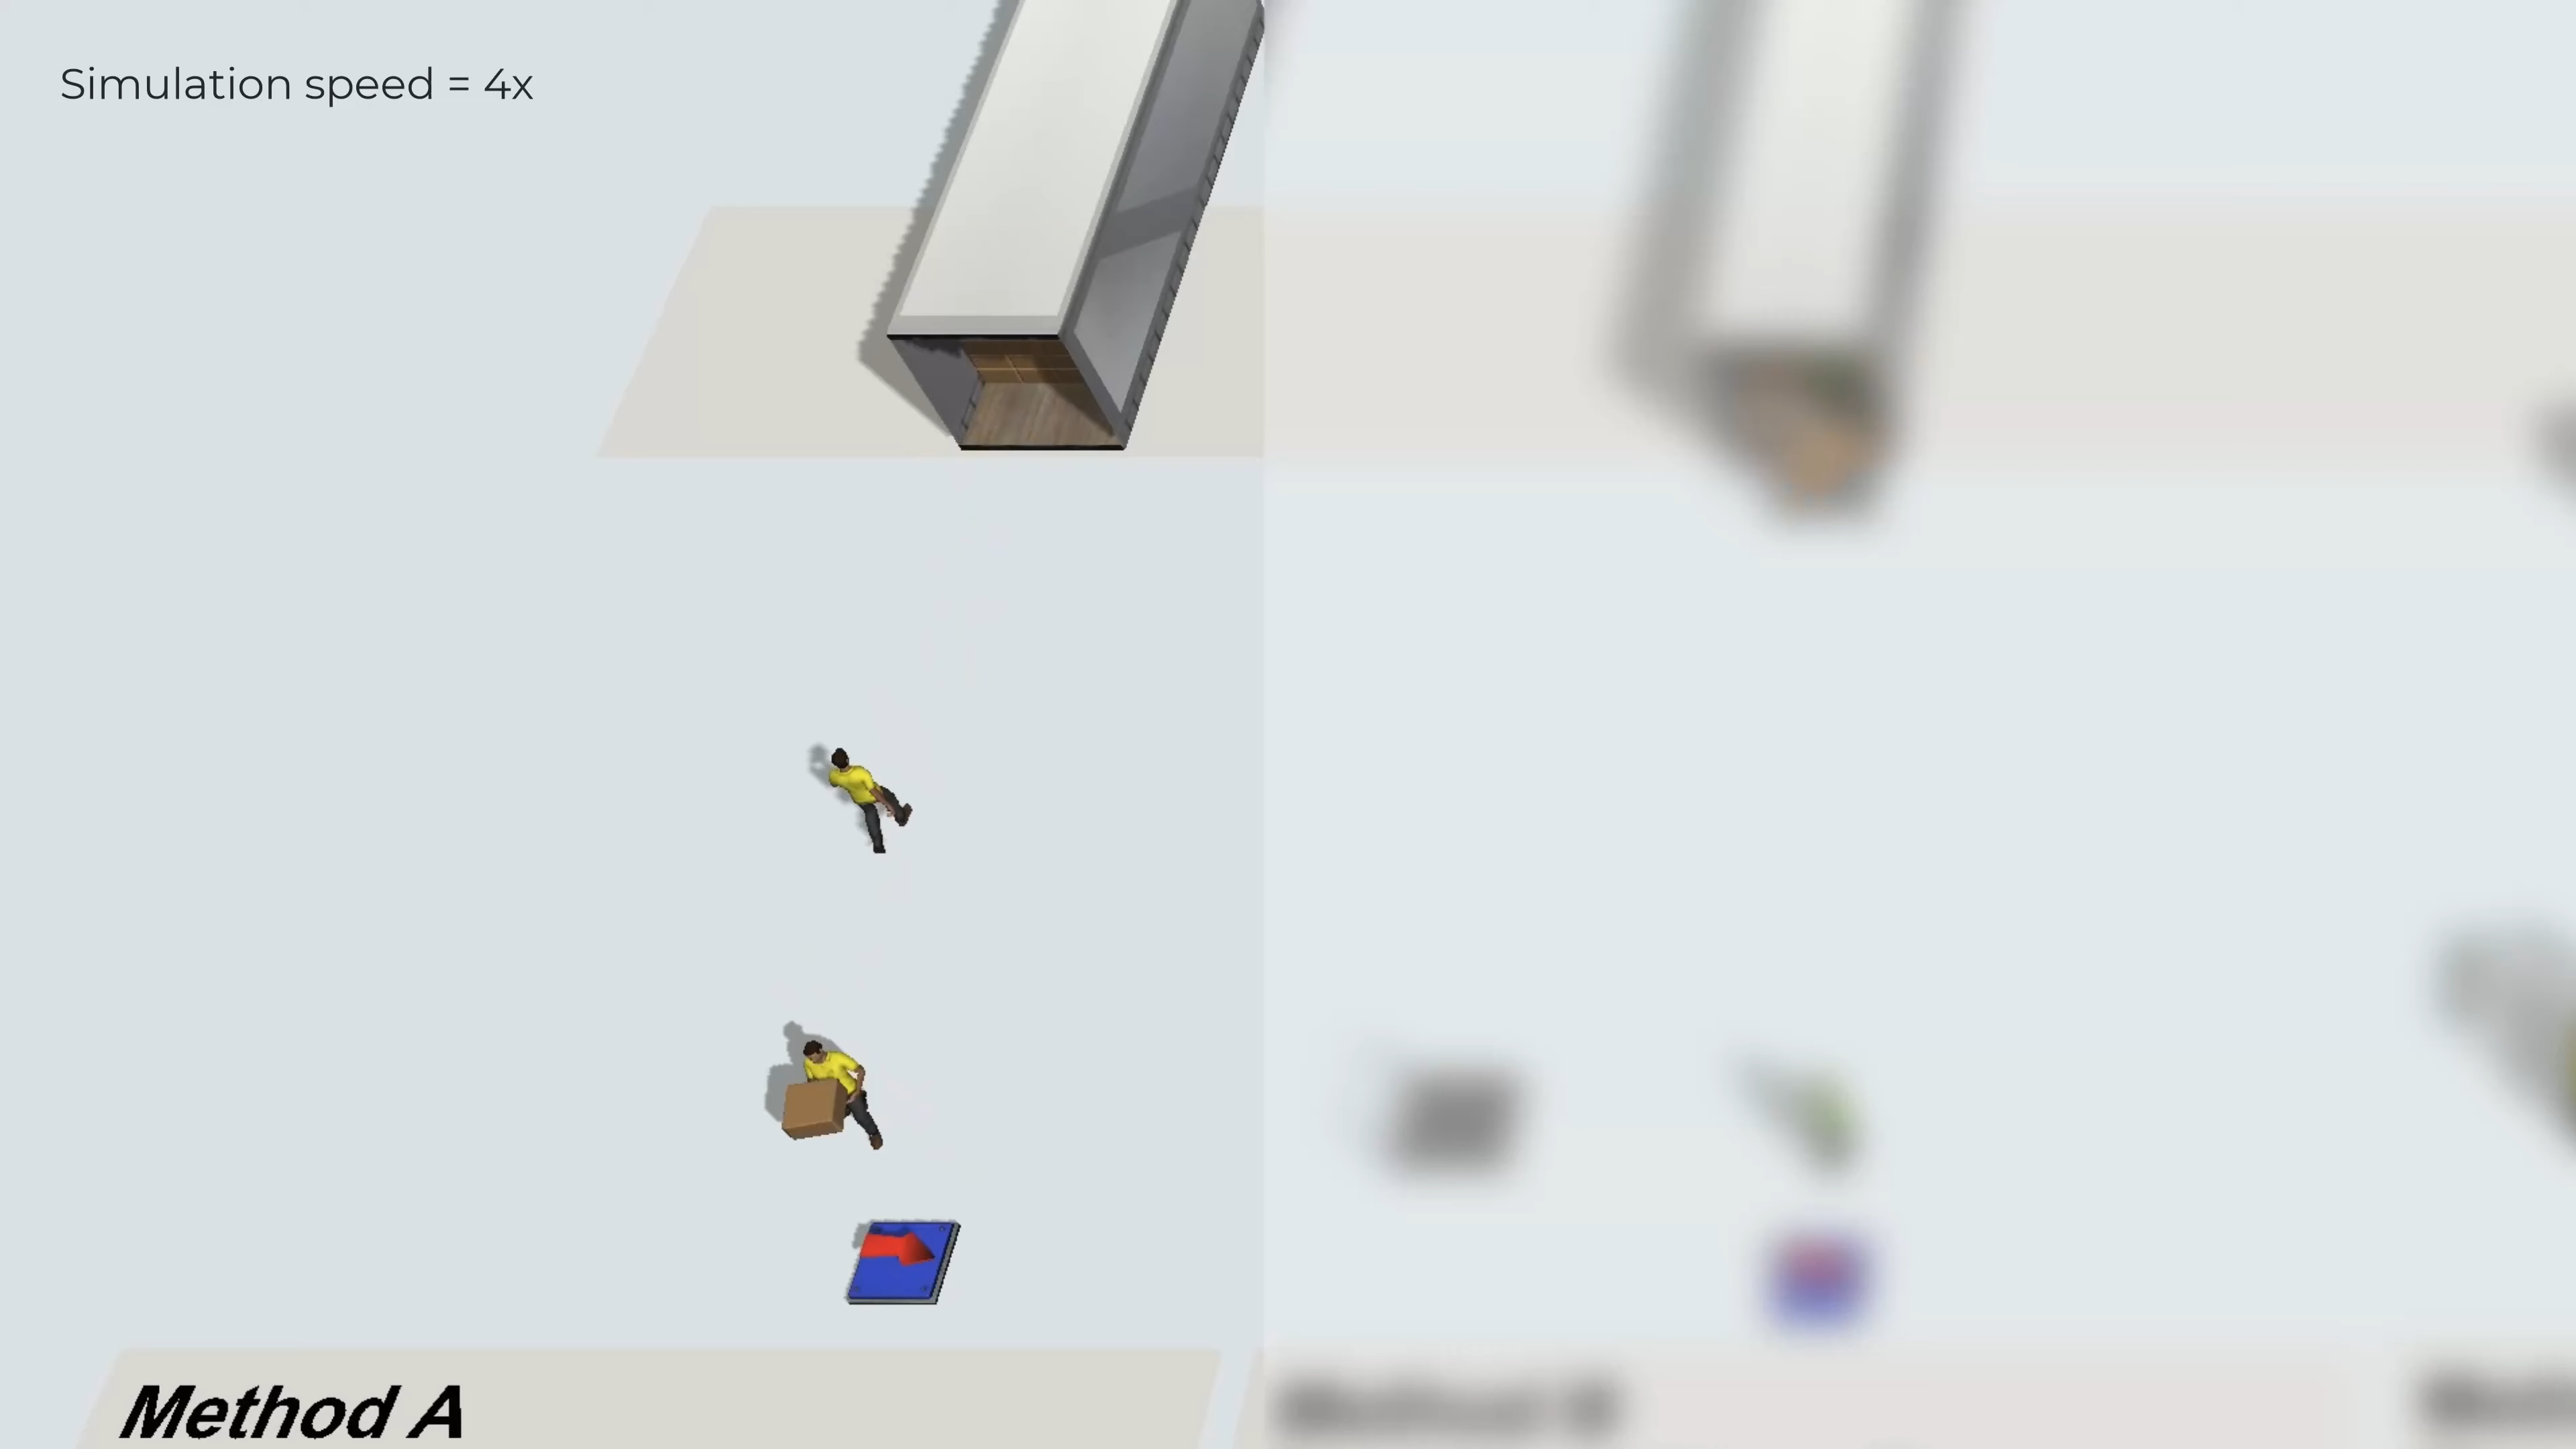 Simulation speed = 4x
Method A